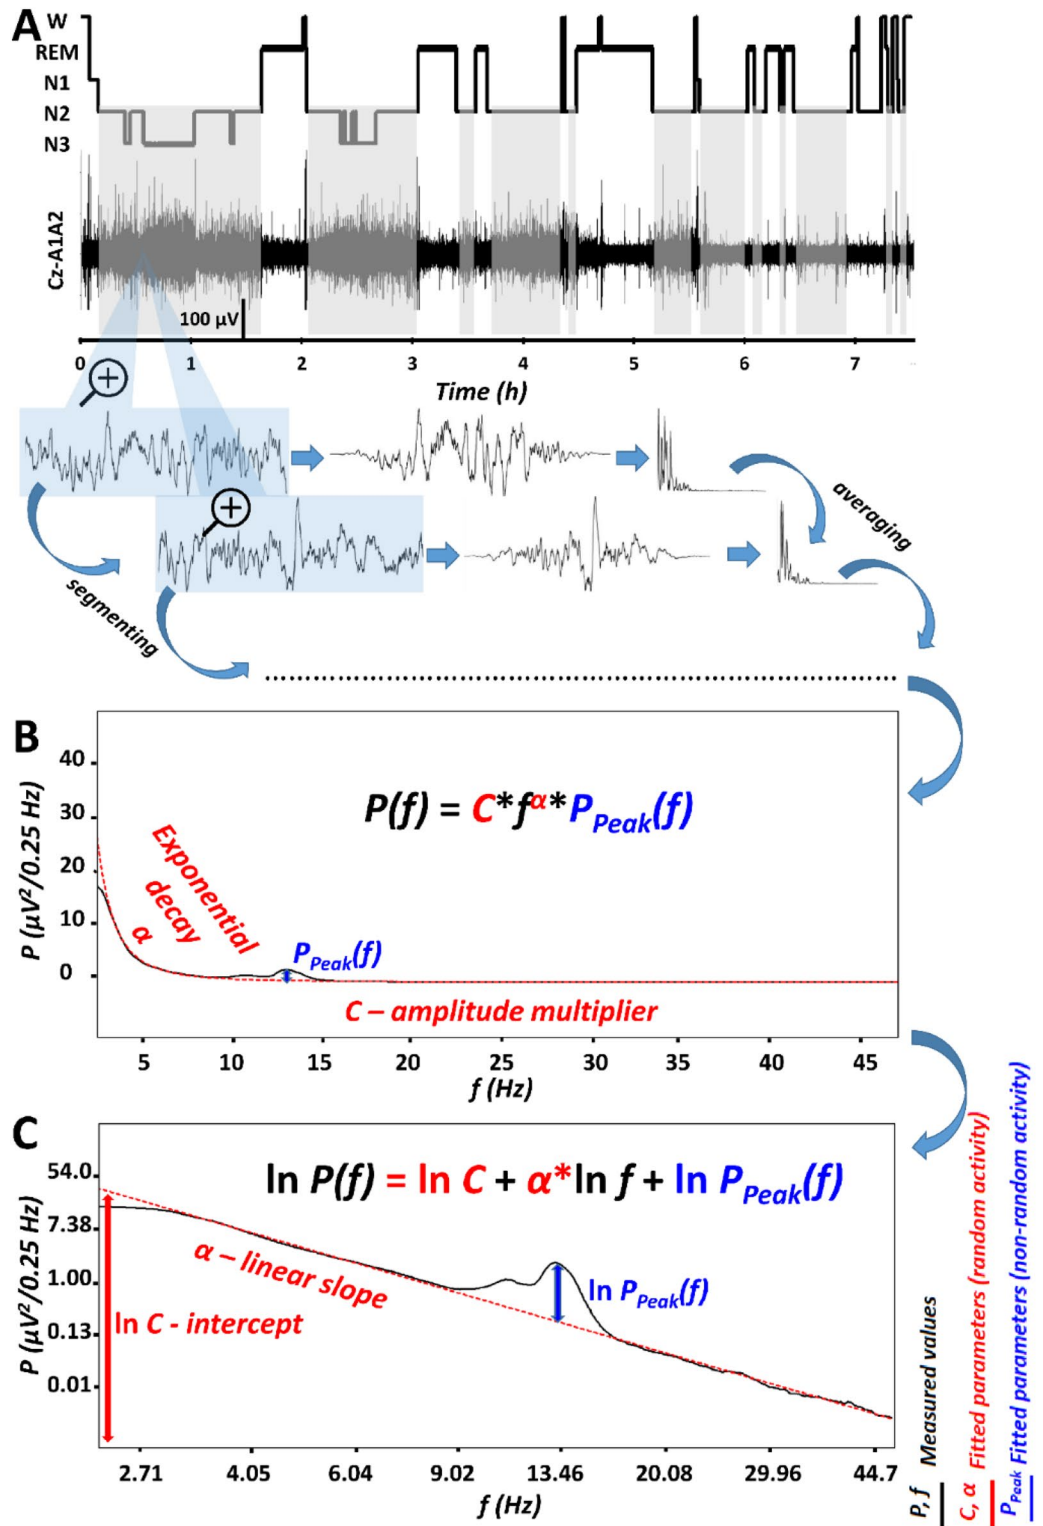 A
W
REM
N1
N2
N3
Cz-A1A2
100 µV
0 1 2 3 4 5 6 7
Time (h)
segmenting
averaging
B
P(f) = C*f^α*P_Peak(f)
P (µV²/0.25 Hz)
40
30
20
10
0
Exponential
decay
α
P_Peak(f)
C – amplitude multiplier
5 10 15 20 25 30 35 40 45
f (Hz)
C
ln P(f) = ln C + α*ln f + ln P_Peak(f)
P (µV²/0.25 Hz)
54.0
7.38
1.00
0.13
0.01
α – linear slope
ln P_Peak(f)
ln C - intercept
2.71 4.05 6.04 9.02 13.46 20.08 29.96 44.7
f (Hz)
P, f Measured values
C, α Fitted parameters (random activity)
P_Peak Fitted parameters (non-random activity)